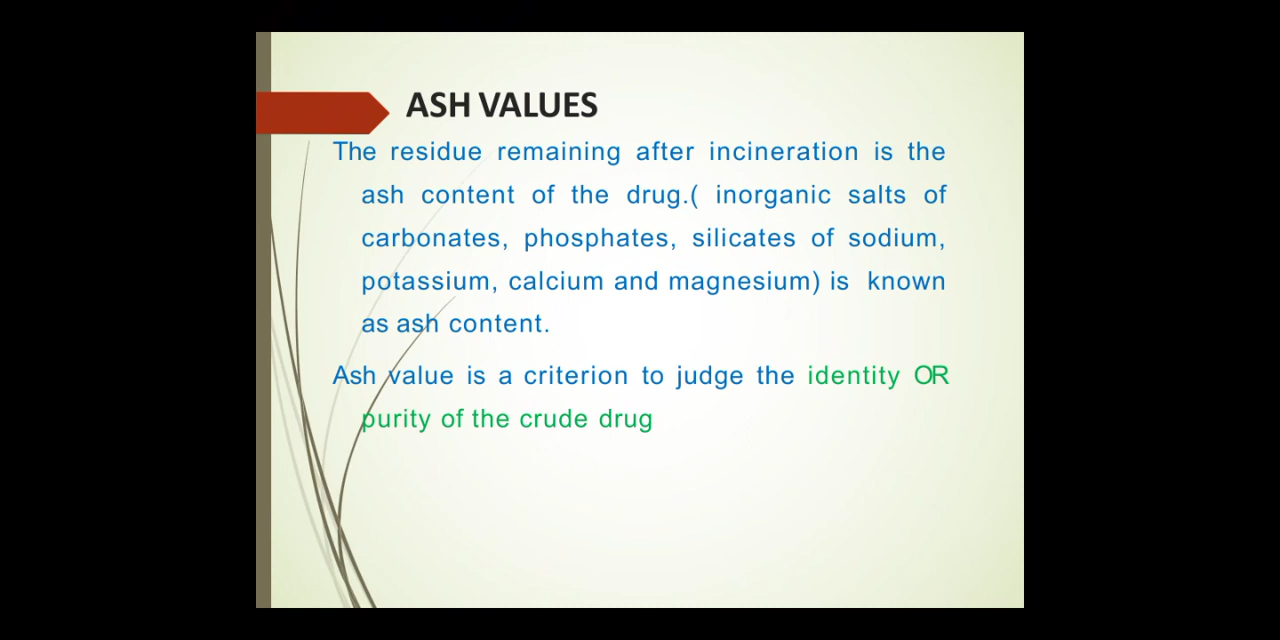 ASH VALUES
The residue remaining after incineration is the
ash content of the drug.( inorganic salts of
carbonates, phosphates, silicates of sodium,
potassium, calcium and magnesium) is known
as ash content.
Ash value is a criterion to judge the identity OR
purity of the crude drug